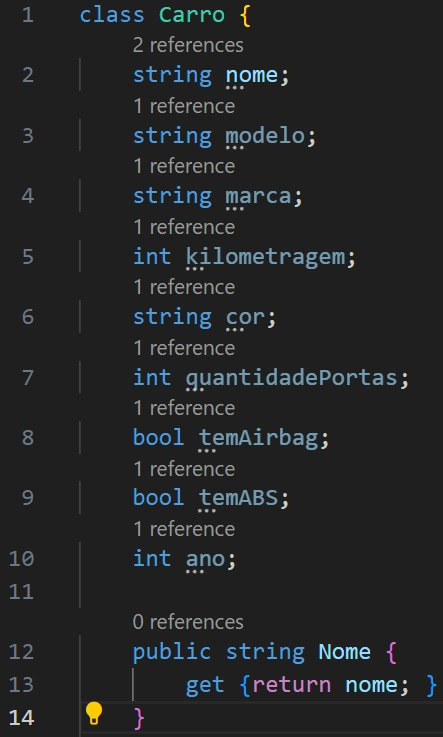 1 class Carro {
2 references
2 string nome;
1 reference
3 string modelo;
1 reference
4 string marca;
1 reference
5 int kilometragem;
1 reference
6 string cor;
1 reference
7 int quantidadePortas;
1 reference
8 bool temAirbag;
1 reference
9 bool temABS;
1 reference
10 int ano;
11
0 references
12 public string Nome {
13 get {return nome; }
14 }